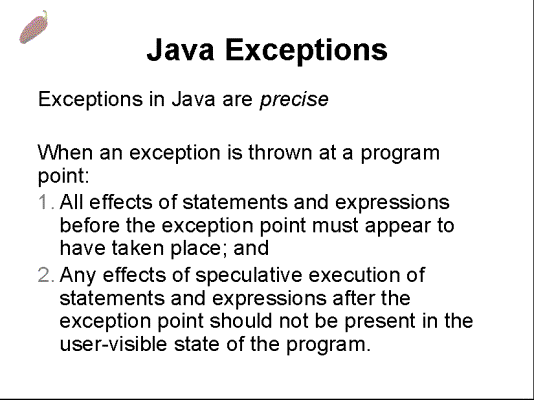 Java Exceptions
Exceptions in Java are precise
When an exception is thrown at a program
point:
1. All effects of statements and expressions
before the exception point must appear to
have taken place; and
2. Any effects of speculative execution of
statements and expressions after the
exception point should not be present in the
user-visible state of the program.